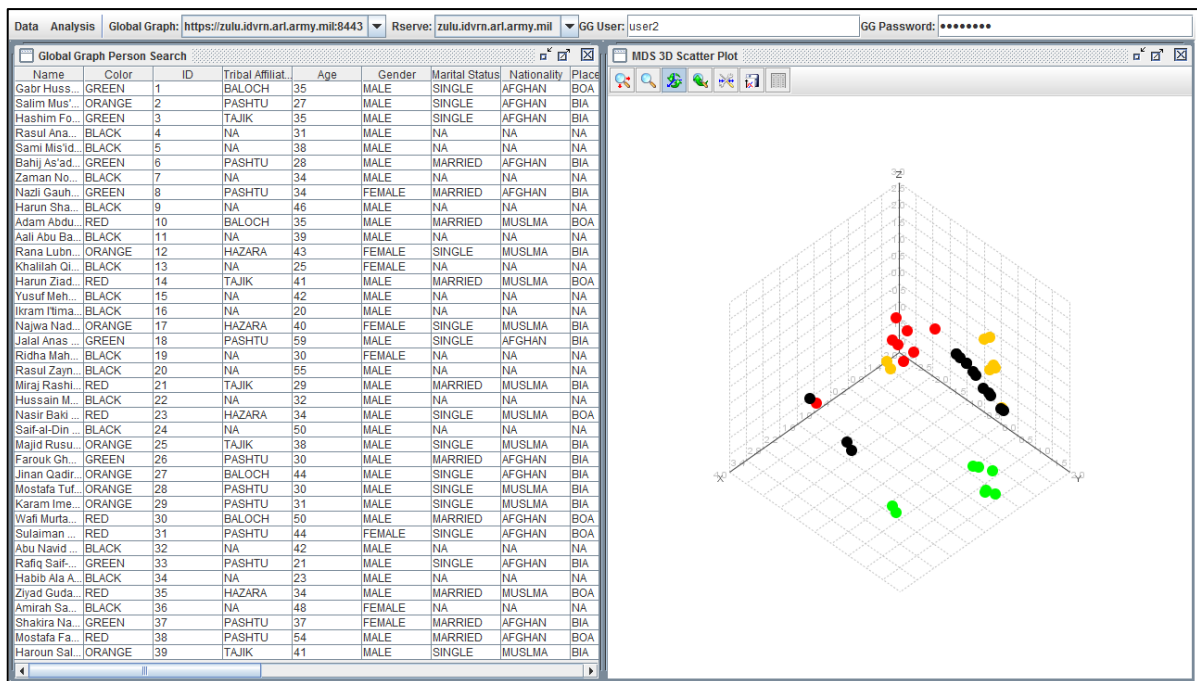 Data Analysis Global Graph: https://zulu.idvrn.arl.army.mil:8443 Rserve: zulu.idvrn.arl.army.mil GG User: user2 GG Password: ●●●●●●●●
Global Graph Person Search
Name Color ID Tribal Affiliat... Age Gender Marital Status Nationality Place
Gabr Huss... GREEN 1 BALOCH 35 MALE SINGLE AFGHAN BOA
Salim Mus'... ORANGE 2 PASHTU 27 MALE SINGLE AFGHAN BIA
Hashim Fo... GREEN 3 TAJIK 35 MALE SINGLE AFGHAN BIA
Rasul Ana... BLACK 4 NA 31 MALE NA NA NA
Sami Mis'id... BLACK 5 NA 38 MALE NA NA NA
Bahij As'ad... GREEN 6 PASHTU 28 MALE MARRIED AFGHAN BIA
Zaman No... BLACK 7 NA 34 MALE NA NA NA
Nazli Gauh... GREEN 8 PASHTU 34 FEMALE MARRIED AFGHAN BIA
Harun Sha... BLACK 9 NA 46 MALE NA NA NA
Adam Abdu... RED 10 BALOCH 35 MALE MARRIED MUSLMA BOA
Aali Abu Ba... BLACK 11 NA 39 MALE NA NA NA
Rana Lubn... ORANGE 12 HAZARA 43 FEMALE SINGLE MUSLMA BIA
Khalilah Qi... BLACK 13 NA 25 FEMALE NA NA NA
Harun Ziad... RED 14 TAJIK 41 MALE MARRIED MUSLMA BOA
Yusuf Meh... BLACK 15 NA 42 MALE NA NA NA
Ikram I'tima... BLACK 16 NA 20 MALE NA NA NA
Najwa Nad... ORANGE 17 HAZARA 40 FEMALE SINGLE MUSLMA BIA
Jalal Anas ... GREEN 18 PASHTU 59 MALE SINGLE AFGHAN BIA
Ridha Mah... BLACK 19 NA 30 FEMALE NA NA NA
Rasul Zayn... BLACK 20 NA 55 MALE NA NA NA
Miraj Rashi... RED 21 TAJIK 29 MALE MARRIED MUSLMA BIA
Hussain M... BLACK 22 NA 32 MALE NA NA NA
Nasir Baki ... RED 23 HAZARA 34 MALE SINGLE MUSLMA BOA
Saif-al-Din ... BLACK 24 NA 50 MALE NA NA NA
Majid Rusu... ORANGE 25 TAJIK 38 MALE SINGLE MUSLMA BIA
Farouk Gh... GREEN 26 PASHTU 30 MALE MARRIED AFGHAN BIA
Jinan Qadir... ORANGE 27 BALOCH 44 MALE SINGLE MUSLMA BIA
Mostafa Tuf... ORANGE 28 PASHTU 30 MALE SINGLE MUSLMA BIA
Karam Ime... ORANGE 29 PASHTU 31 MALE SINGLE MUSLMA BIA
Wafi Murta... RED 30 BALOCH 50 MALE MARRIED AFGHAN BOA
Sulaiman ... RED 31 PASHTU 44 FEMALE SINGLE AFGHAN BOA
Abu Navid ... BLACK 32 NA 42 MALE NA NA NA
Rafiq Saif-... GREEN 33 PASHTU 21 MALE SINGLE AFGHAN BIA
Habib Ala A... BLACK 34 NA 23 MALE NA NA NA
Ziyad Guda... RED 35 HAZARA 34 MALE MARRIED MUSLMA BOA
Amirah Sa... BLACK 36 NA 48 FEMALE NA NA NA
Shakira Na... GREEN 37 PASHTU 37 FEMALE MARRIED AFGHAN BIA
Mostafa Fa... RED 38 PASHTU 54 MALE MARRIED AFGHAN BOA
Haroun Sal... ORANGE 39 TAJIK 41 MALE SINGLE MUSLMA BIA
MDS 3D Scatter Plot
Z
X
Y